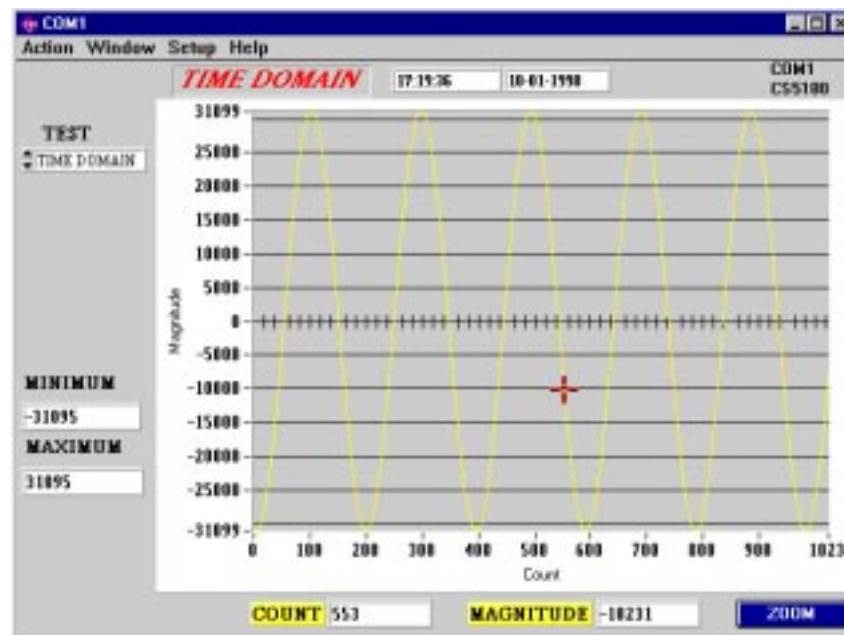 COM1
Action Window Setup Help
TIME DOMAIN 17:19:36 10-01-1998
COM1
CS5180
TEST
TIME DOMAIN
31099
25000
20000
15000
10000
5000
0
-5000
-10000
-15000
-20000
-25000
-31099
Magnitude
MINIMUM
-31095
MAXIMUM
31095
0 100 200 300 400 500 600 700 800 900 1023
Count
COUNT 553 MAGNITUDE -10231 ZOOM